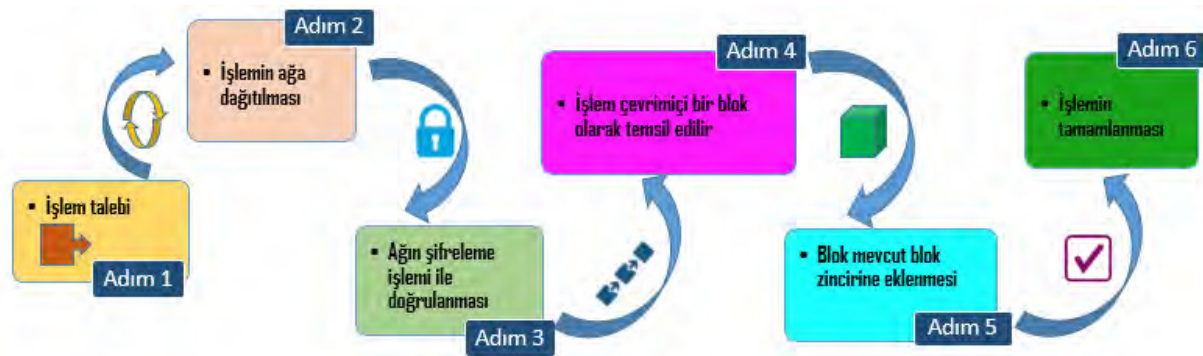 Adım 1
▪ İşlem talebi
Adım 2
▪ İşlemin ağa
dağıtılması
Adım 3
▪ Ağın şifreleme
işlemi ile
doğrulanması
Adım 4
▪ İşlem çevrimiçi bir blok
olarak temsil edilir
Adım 5
▪ Blok mevcut blok
zincirine eklenmesi
Adım 6
▪ İşlemin
tamamlanması